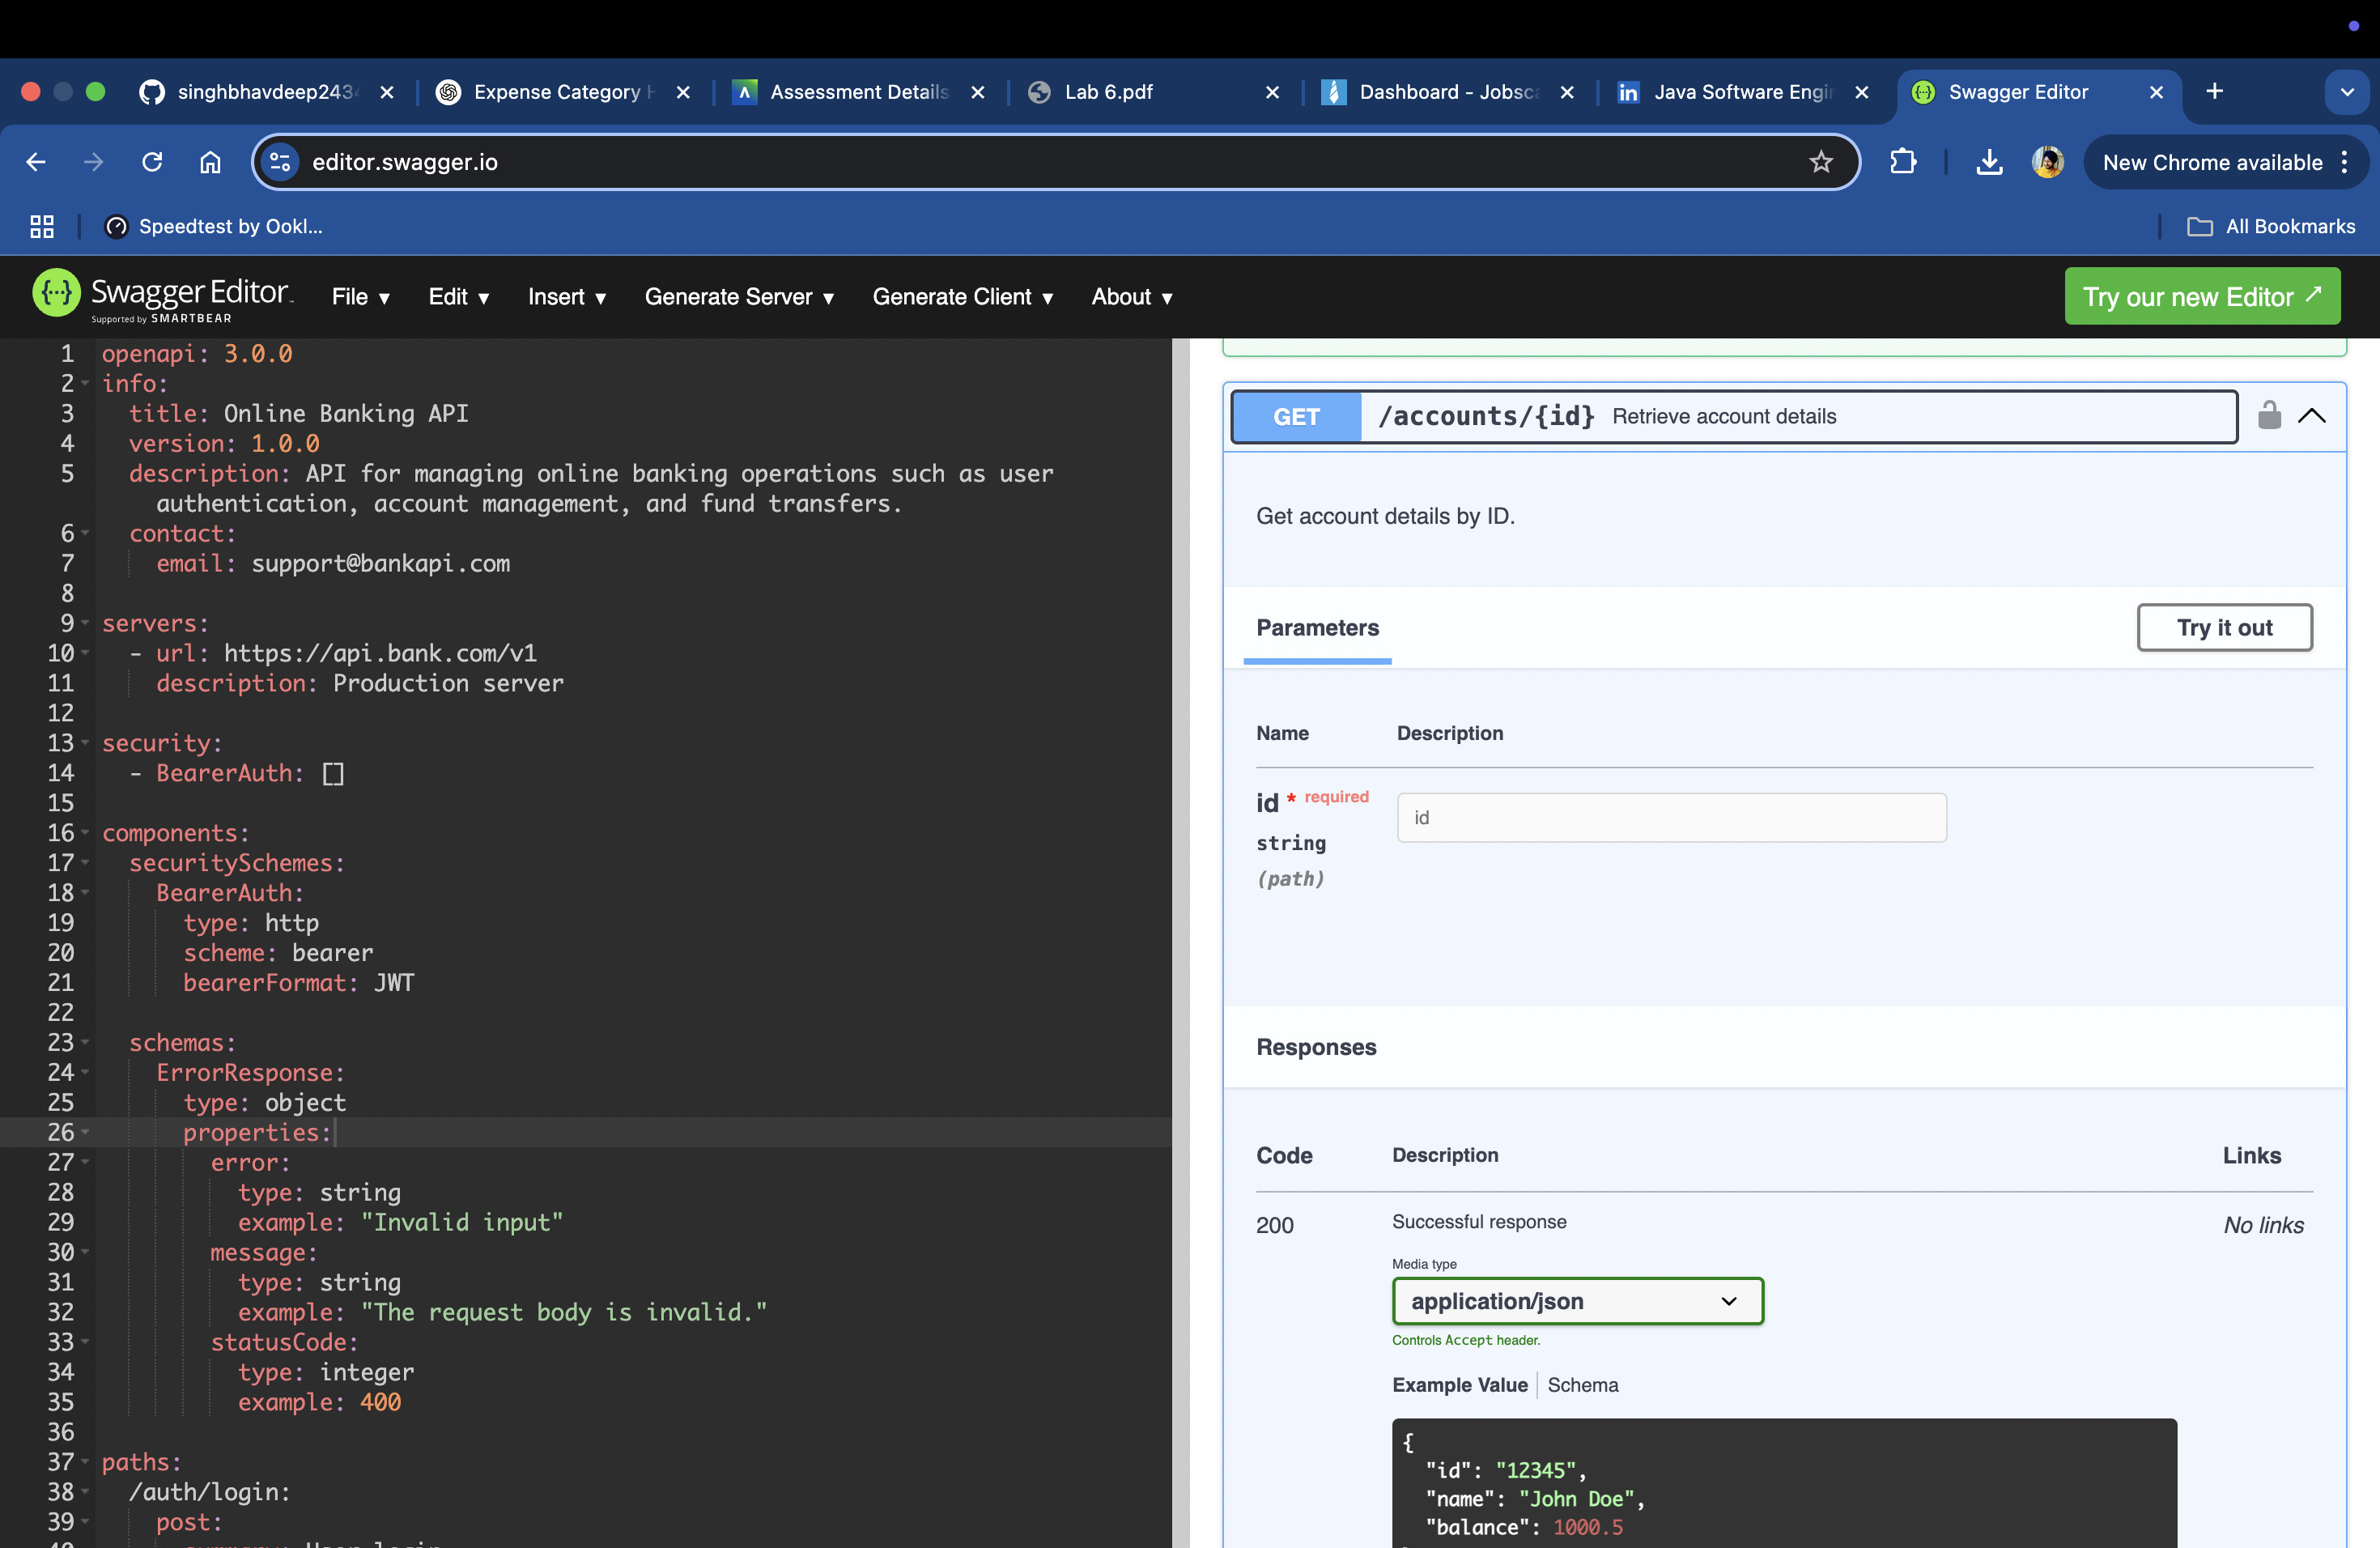 singhbhavdeep243
Expense Category H
Assessment Details
Lab 6.pdf
Dashboard - Jobsca
Java Software Engin
Swagger Editor
editor.swagger.io
New Chrome available
Speedtest by Ookl...
All Bookmarks
Swagger Editor
Supported by SMARTBEAR
File ▾
Edit ▾
Insert ▾
Generate Server ▾
Generate Client ▾
About ▾
Try our new Editor
1 openapi: 3.0.0
2 info:
3 title: Online Banking API
4 version: 1.0.0
5 description: API for managing online banking operations such as user
authentication, account management, and fund transfers.
6 contact:
7 email: support@bankapi.com
8
9 servers:
10 - url: https://api.bank.com/v1
11 description: Production server
12
13 security:
14 - BearerAuth: []
15
16 components:
17 securitySchemes:
18 BearerAuth:
19 type: http
20 scheme: bearer
21 bearerFormat: JWT
22
23 schemas:
24 ErrorResponse:
25 type: object
26 properties:
27 error:
28 type: string
29 example: "Invalid input"
30 message:
31 type: string
32 example: "The request body is invalid."
33 statusCode:
34 type: integer
35 example: 400
36
37 paths:
38 /auth/login:
39 post:
GET /accounts/{id} Retrieve account details
Get account details by ID.
Parameters
Try it out
Name Description
id * required
id
string
(path)
Responses
Code Description Links
200 Successful response No links
Media type
application/json
Controls Accept header.
Example Value | Schema
{
"id": "12345",
"name": "John Doe",
"balance": 1000.5